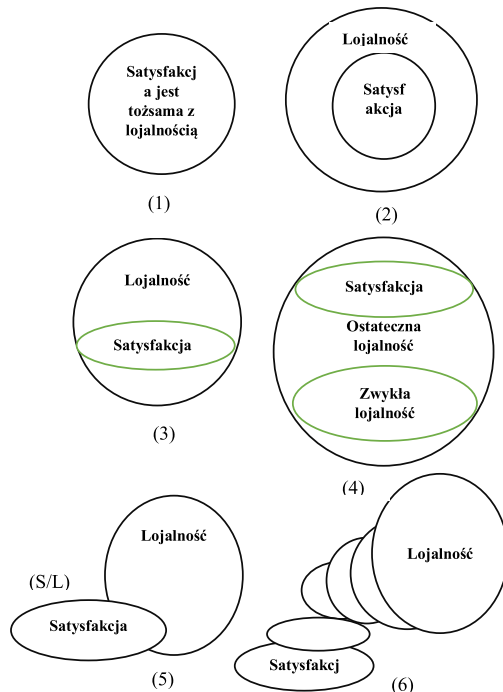 Satysfakcj
a jest
tożsama z
lojalnością
(1)
Lojalność
Satysf
akcja
(2)
Lojalność
Satysfakcja
(3)
Satysfakcja
Ostateczna
lojalność
Zwykła
lojalność
(4)
(S/L)
Lojalność
Satysfakcja
(5)
Lojalność
Satysfakcj
(6)